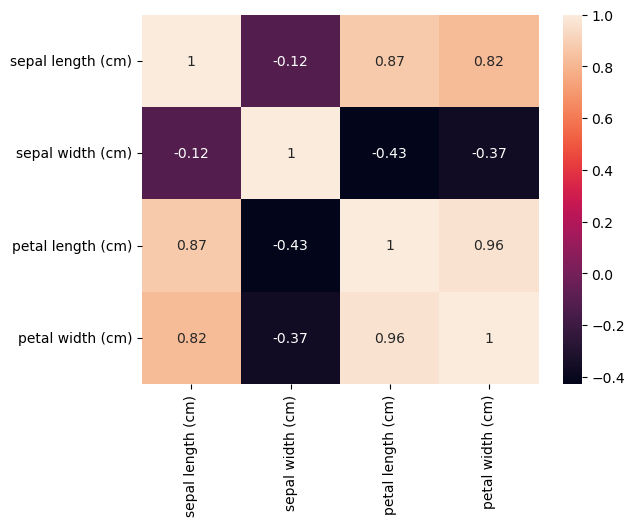 sepal length (cm) 1 -0.12 0.87 0.82
sepal width (cm) -0.12 1 -0.43 -0.37
petal length (cm) 0.87 -0.43 1 0.96
petal width (cm) 0.82 -0.37 0.96 1
sepal length (cm)
sepal width (cm)
petal length (cm)
petal width (cm)
1.0
0.8
0.6
0.4
0.2
0.0
−0.2
−0.4